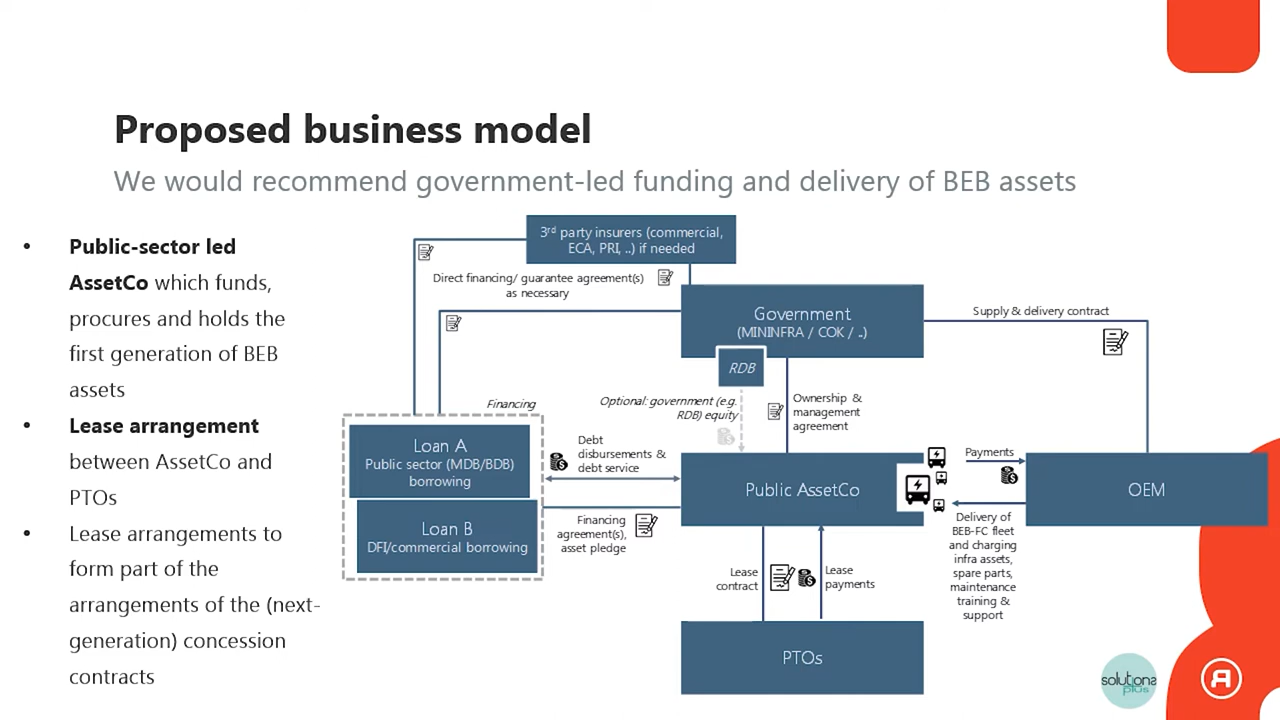 Proposed business model
We would recommend government-led funding and delivery of BEB assets
• Public-sector led
AssetCo which funds,
procures and holds the
first generation of BEB
assets
• Lease arrangement
between AssetCo and
PTOs
• Lease arrangements to
form part of the
arrangements of the (next-
generation) concession
contracts
3rd party insurers (commercial,
ECA, PRI, ..) if needed
Direct financing/ guarantee agreement(s)
as necessary
Government
(MININFRA / COK / ..)
Supply & delivery contract
RDB
Financing
Optional: government (e.g.
RDB) equity
Ownership &
management
agreement
Loan A
Public sector (MDB/BDB)
borrowing
Loan B
DFI/commercial borrowing
Debt
disbursements &
debt service
Financing
agreement(s),
asset pledge
Public AssetCo
Payments
OEM
Delivery of
BEB-FC fleet
and charging
infra assets,
spare parts,
maintenance
training &
support
Lease
contract
Lease
payments
PTOs
solutions
plus